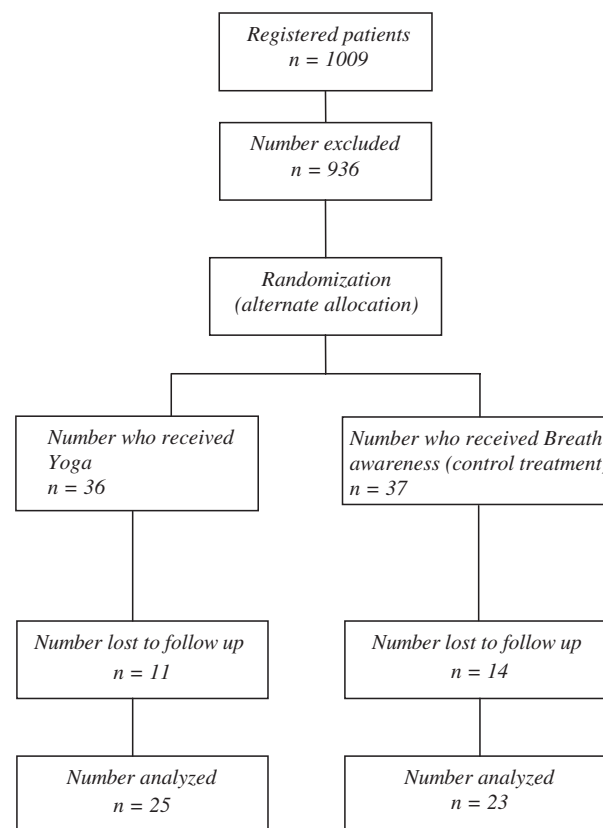 Registered patients
n = 1009
Number excluded
n = 936
Randomization
(alternate allocation)
Number who received
Yoga
n = 36
Number who received Breath
awareness (control treatment)
n = 37
Number lost to follow up
n = 11
Number lost to follow up
n = 14
Number analyzed
n = 25
Number analyzed
n = 23